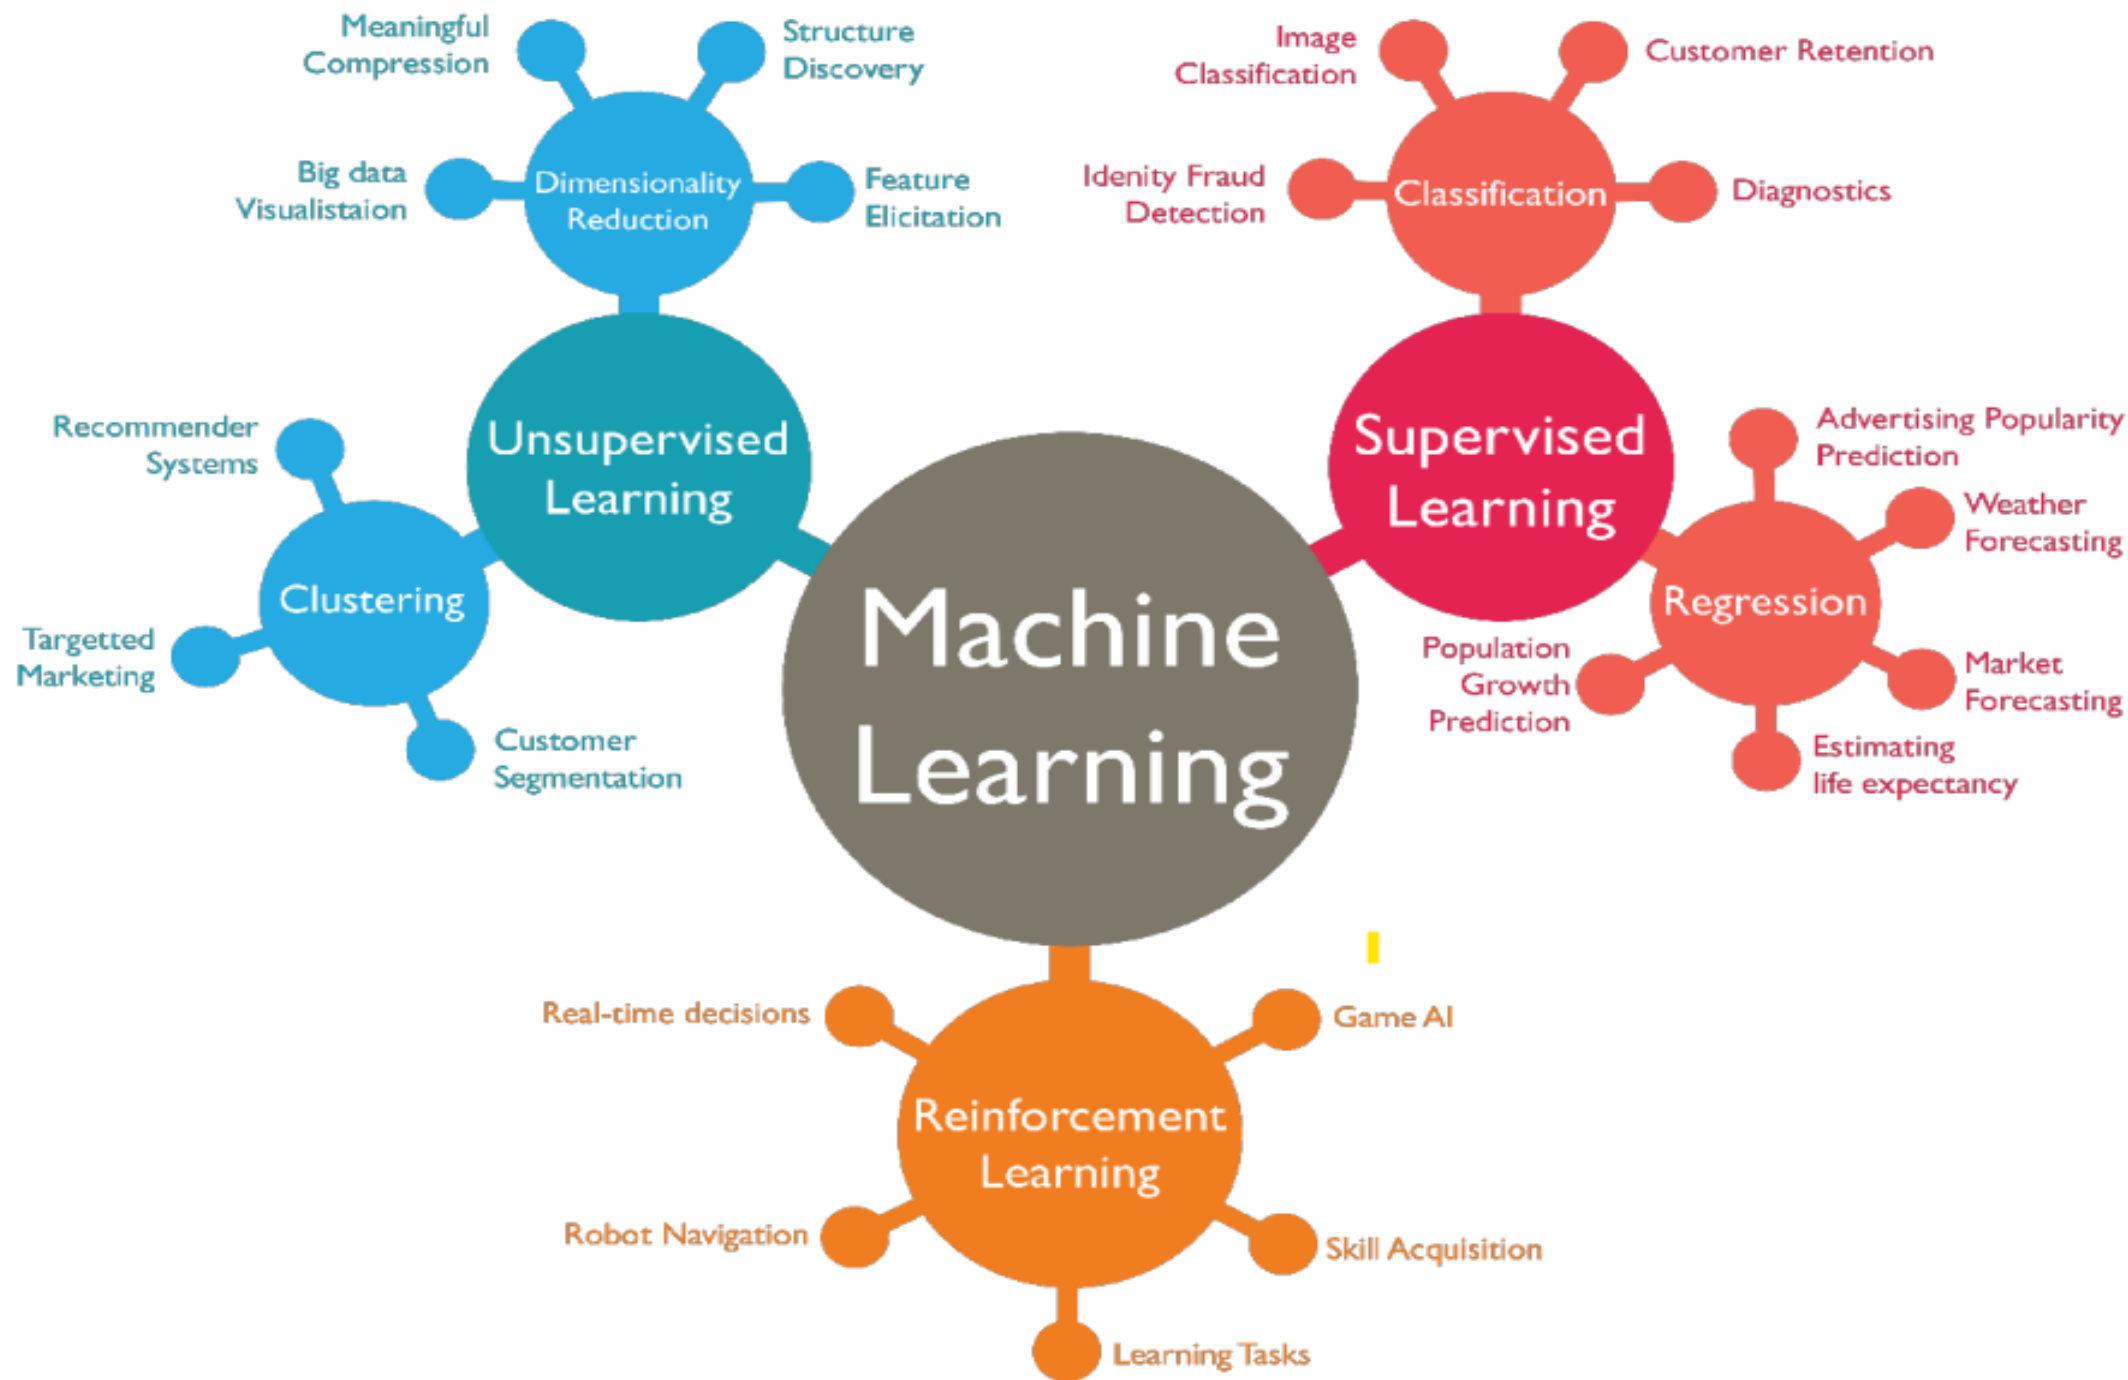 Meaningful
Compression
Structure
Discovery
Big data
Visualistaion
Dimensionality
Reduction
Feature
Elicitation
Image
Classification
Customer Retention
Idenity Fraud
Detection
Classification
Diagnostics
Recommender
Systems
Unsupervised
Learning
Clustering
Targetted
Marketing
Customer
Segmentation
Machine
Learning
Supervised
Learning
Advertising Popularity
Prediction
Weather
Forecasting
Regression
Population
Growth
Prediction
Market
Forecasting
Estimating
life expectancy
Real-time decisions
Game AI
Reinforcement
Learning
Robot Navigation
Skill Acquisition
Learning Tasks